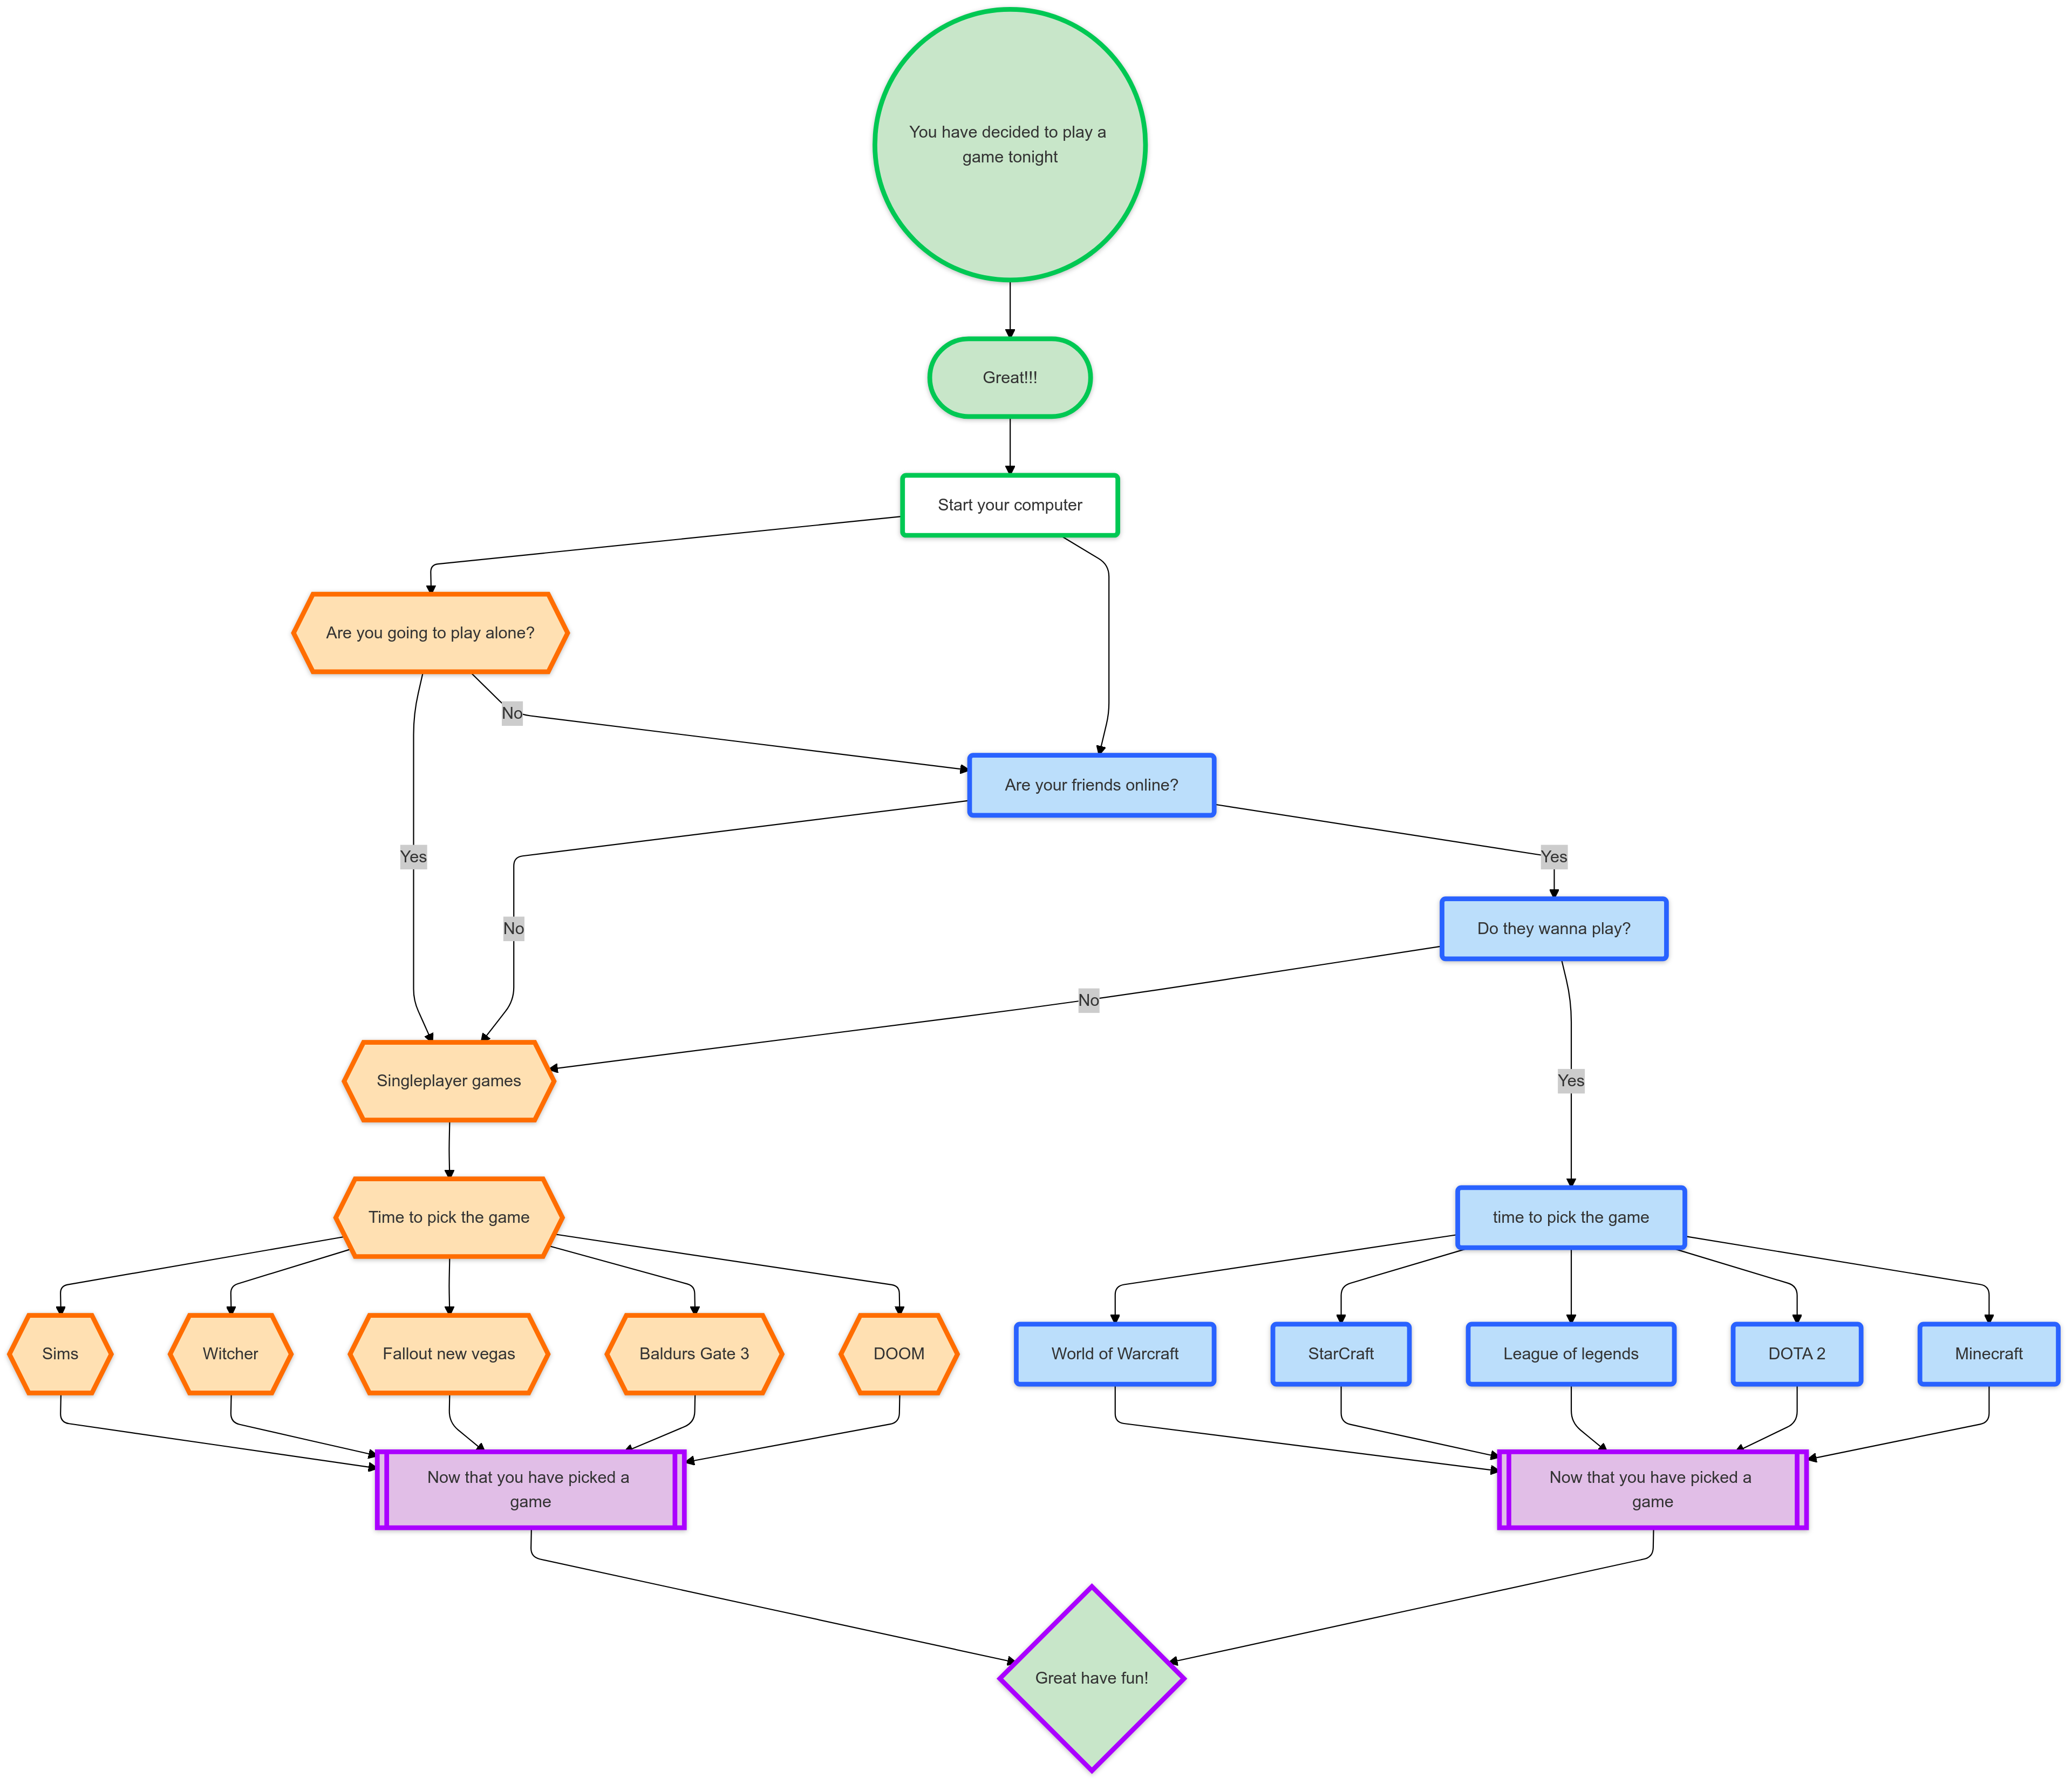 You have decided to play a
game tonight
Great!!!
Start your computer
Are you going to play alone?
No
Are your friends online?
Yes
Yes
No
Do they wanna play?
No
Singleplayer games
Yes
Time to pick the game
time to pick the game
Sims
Witcher
Fallout new vegas
Baldurs Gate 3
DOOM
World of Warcraft
StarCraft
League of legends
DOTA 2
Minecraft
Now that you have picked a
game
Now that you have picked a
game
Great have fun!